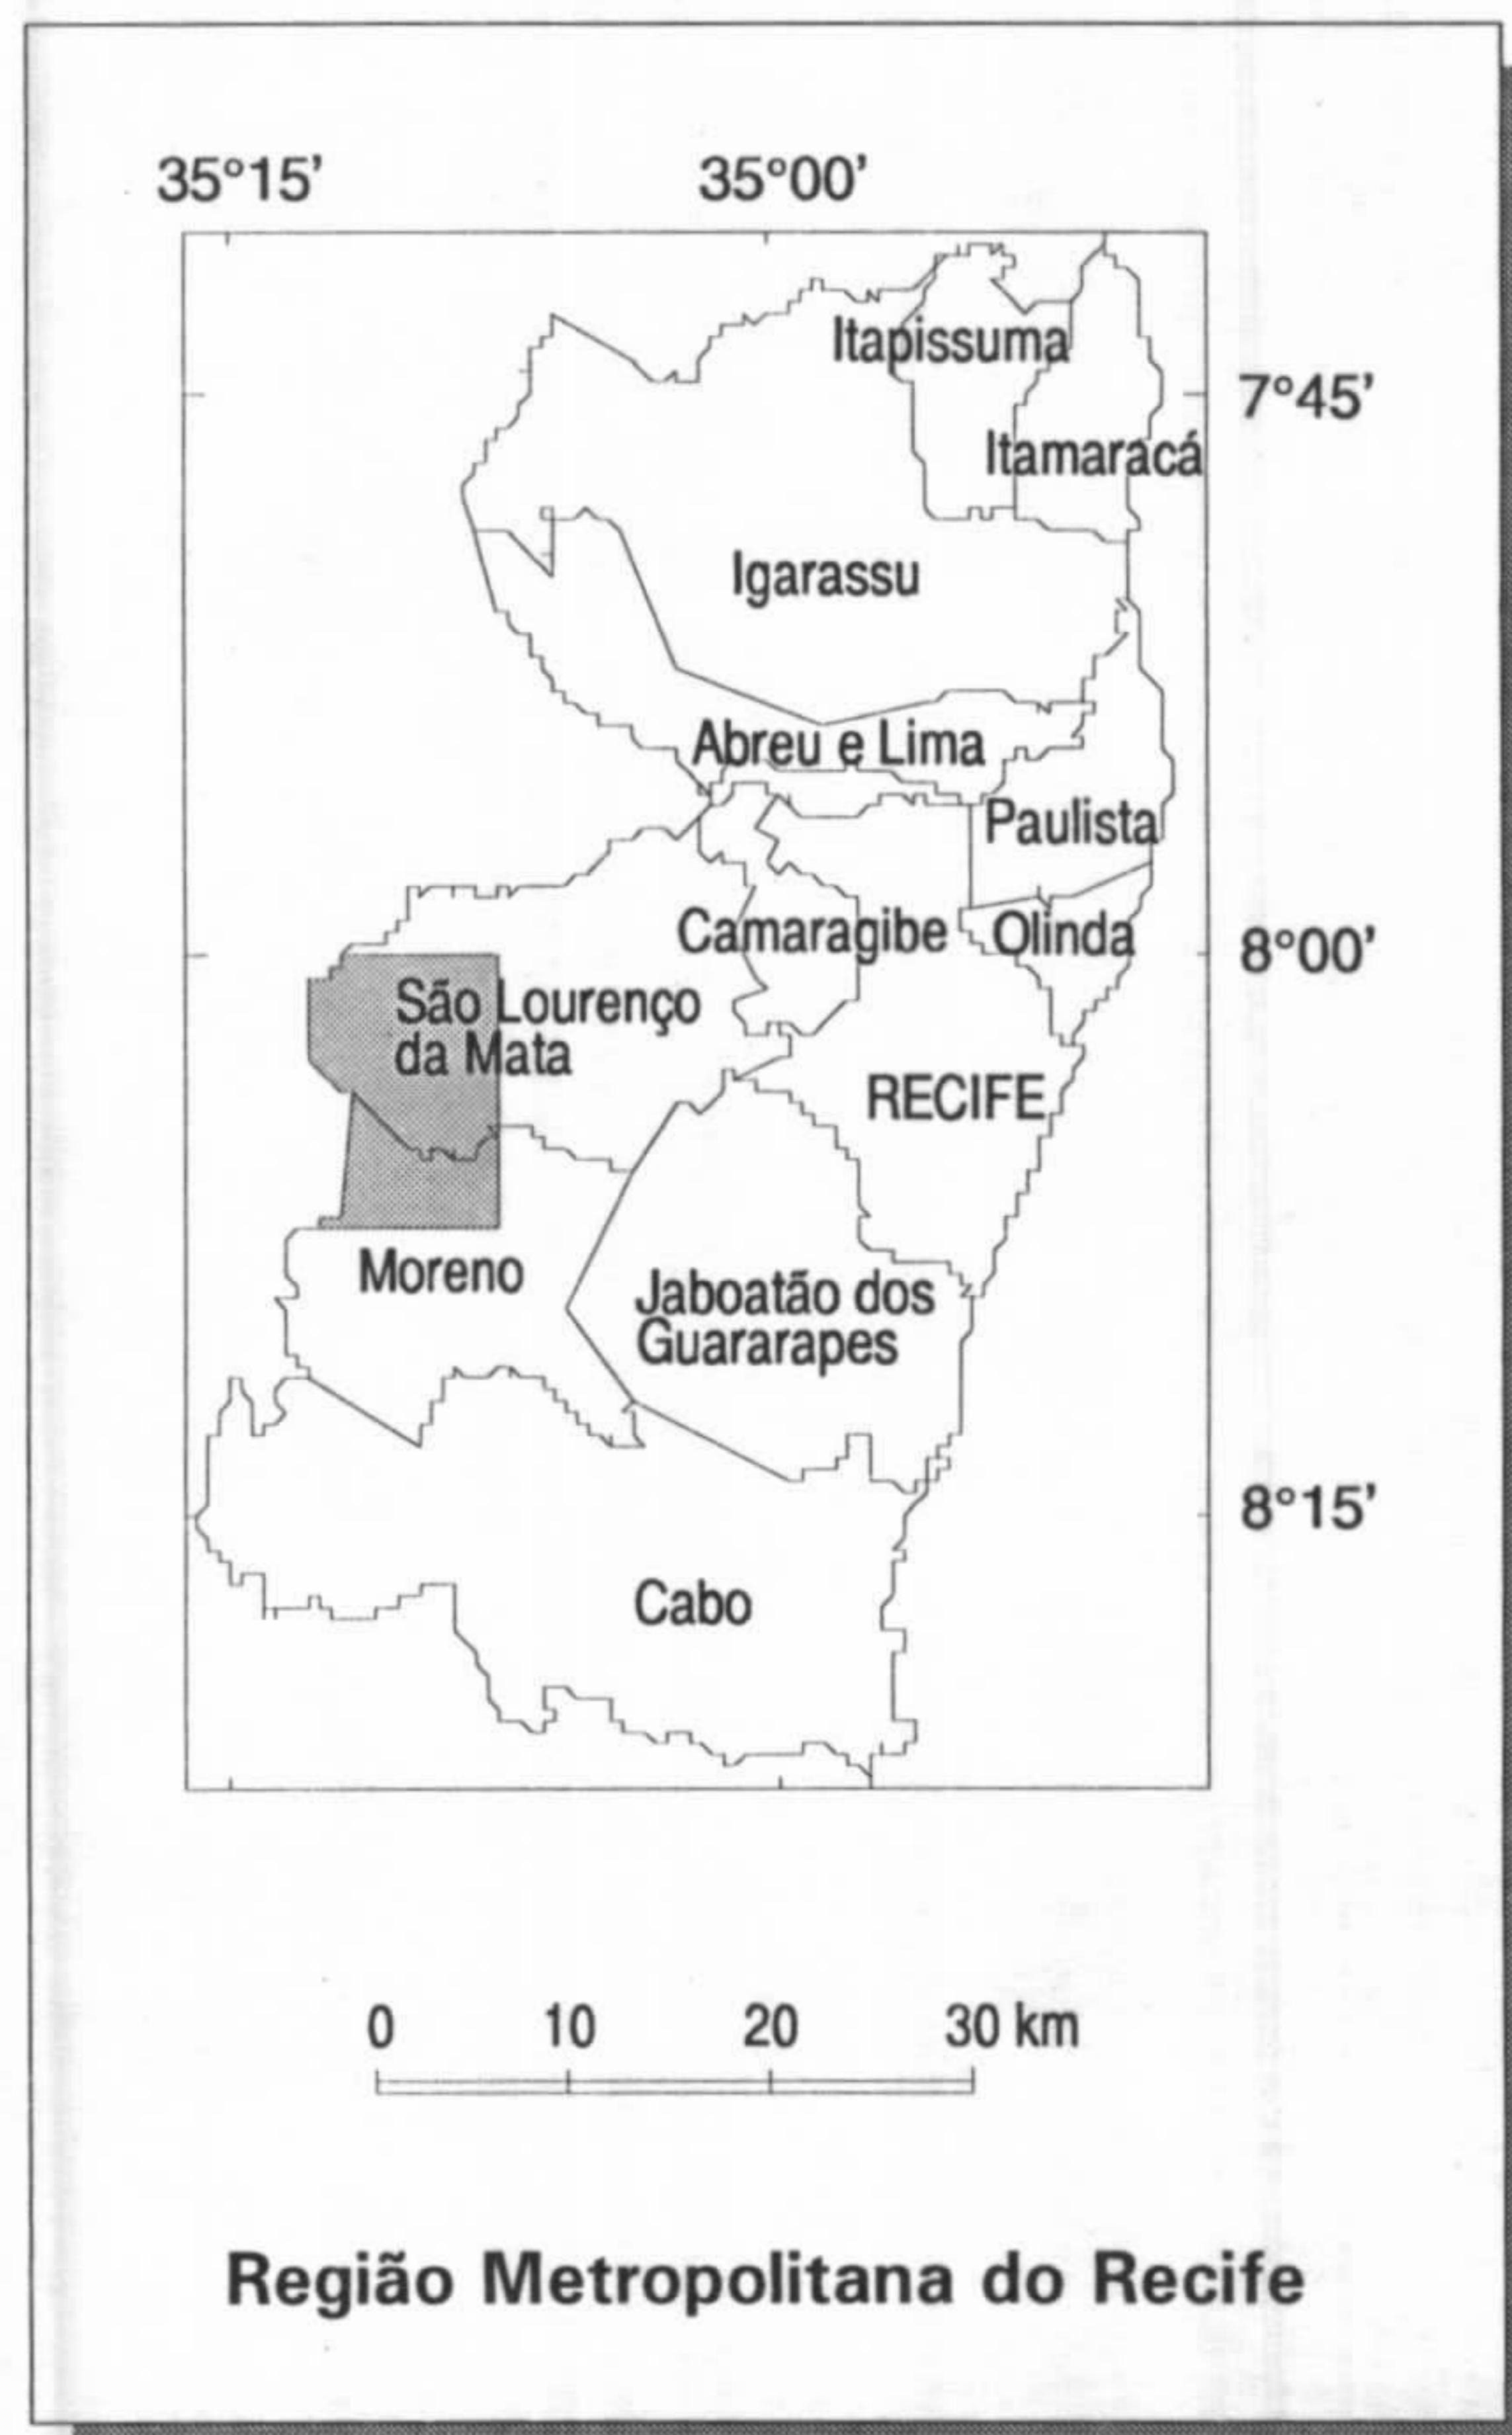 35°15' 35°00'
Itapissuma
7°45'
Itamaracá
Igarassu
Abreu e Lima
Paulista
Camaragibe Olinda
8°00'
São Lourenço
da Mata
RECIFE
Moreno
Jaboatão dos
Guararapes
8°15'
Cabo
0 10 20 30 km
Região Metropolitana do Recife